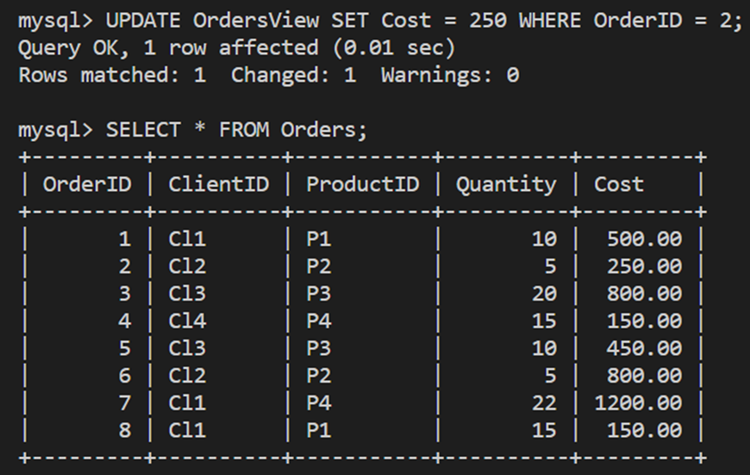 mysql> UPDATE OrdersView SET Cost = 250 WHERE OrderID = 2;
Query OK, 1 row affected (0.01 sec)
Rows matched: 1  Changed: 1  Warnings: 0

mysql> SELECT * FROM Orders;
+---------+----------+-----------+----------+---------+
| OrderID | ClientID | ProductID | Quantity | Cost    |
+---------+----------+-----------+----------+---------+
|       1 | Cl1      | P1        |       10 |  500.00 |
|       2 | Cl2      | P2        |        5 |  250.00 |
|       3 | Cl3      | P3        |       20 |  800.00 |
|       4 | Cl4      | P4        |       15 |  150.00 |
|       5 | Cl3      | P3        |       10 |  450.00 |
|       6 | Cl2      | P2        |        5 |  800.00 |
|       7 | Cl1      | P4        |       22 | 1200.00 |
|       8 | Cl1      | P1        |       15 |  150.00 |
+---------+----------+-----------+----------+---------+